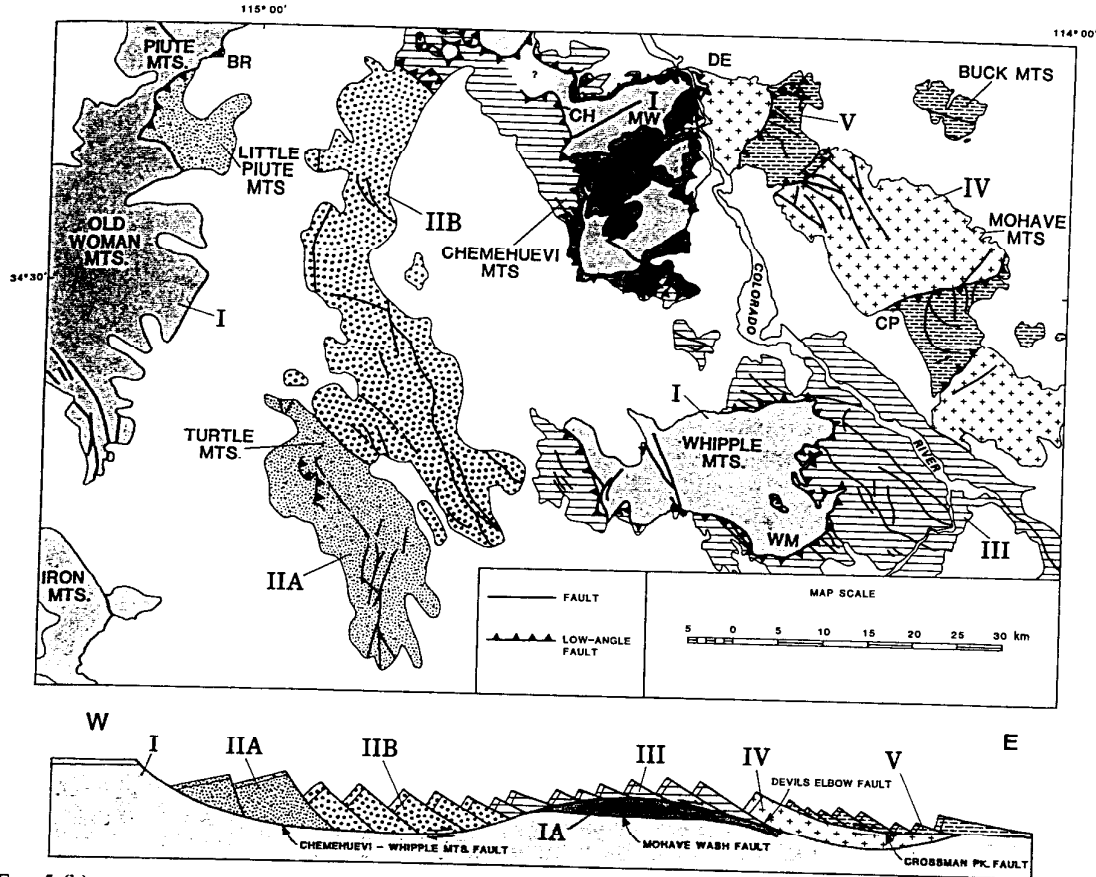 115° 00'
114° 00'
PIUTE
MTS.
BR
DE
BUCK MTS
CH
I
MW
V
LITTLE
PIUTE
MTS
IV
OLD
WOMAN
MTS.
IIB
MOHAVE
MTS
CHEMEHUEVI
MTS
34°30'
I
COLORADO
CP
I
TURTLE
MTS.
WHIPPLE
MTS.
RIVER
WM
III
IIA
IRON
MTS.
FAULT
LOW-ANGLE
FAULT
MAP SCALE
5 0 5 10 15 20 25 30 km
W
E
I
IIA
IIB
III
IV
V
DEVILS ELBOW FAULT
IA
CHEMEHUEVI - WHIPPLE MTS. FAULT
MOHAVE WASH FAULT
CROSSMAN PK. FAULT